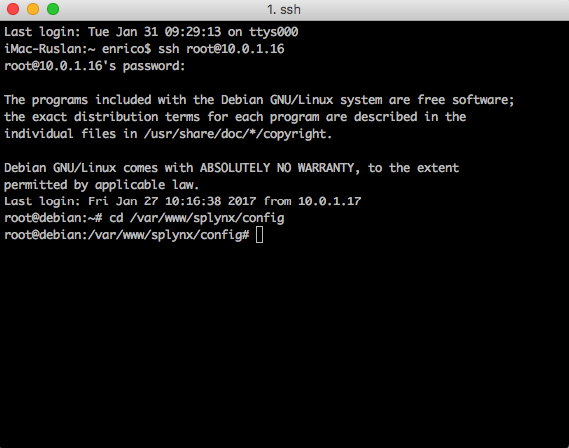 1. ssh
Last login: Tue Jan 31 09:29:13 on ttys000
iMac-Ruslan:~ enrico$ ssh root@10.0.1.16
root@10.0.1.16's password:
The programs included with the Debian GNU/Linux system are free software;
the exact distribution terms for each program are described in the
individual files in /usr/share/doc/*/copyright.
Debian GNU/Linux comes with ABSOLUTELY NO WARRANTY, to the extent
permitted by applicable law.
Last login: Fri Jan 27 10:16:38 2017 from 10.0.1.17
root@debian:~# cd /var/www/splynx/config
root@debian:/var/www/splynx/config#